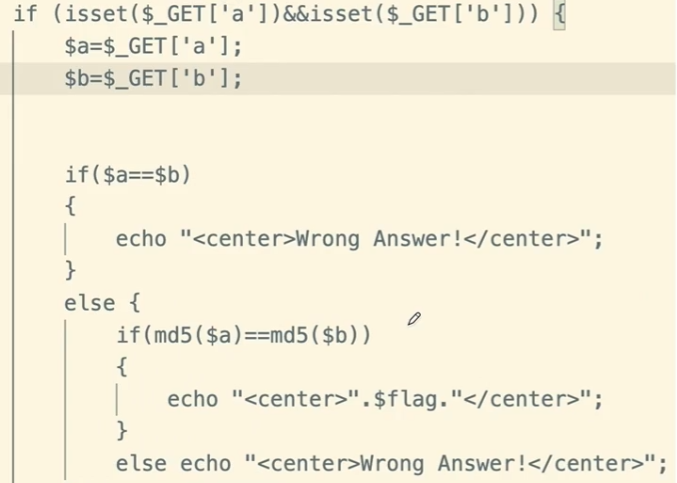 if (isset($_GET['a'])&&isset($_GET['b'])) {
$a=$_GET['a'];
$b=$_GET['b'];
if($a==$b)
{
echo "<center>Wrong Answer!</center>";
}
else {
if(md5($a)==md5($b))
{
echo "<center>".$flag."</center>";
}
else echo "<center>Wrong Answer!</center>";